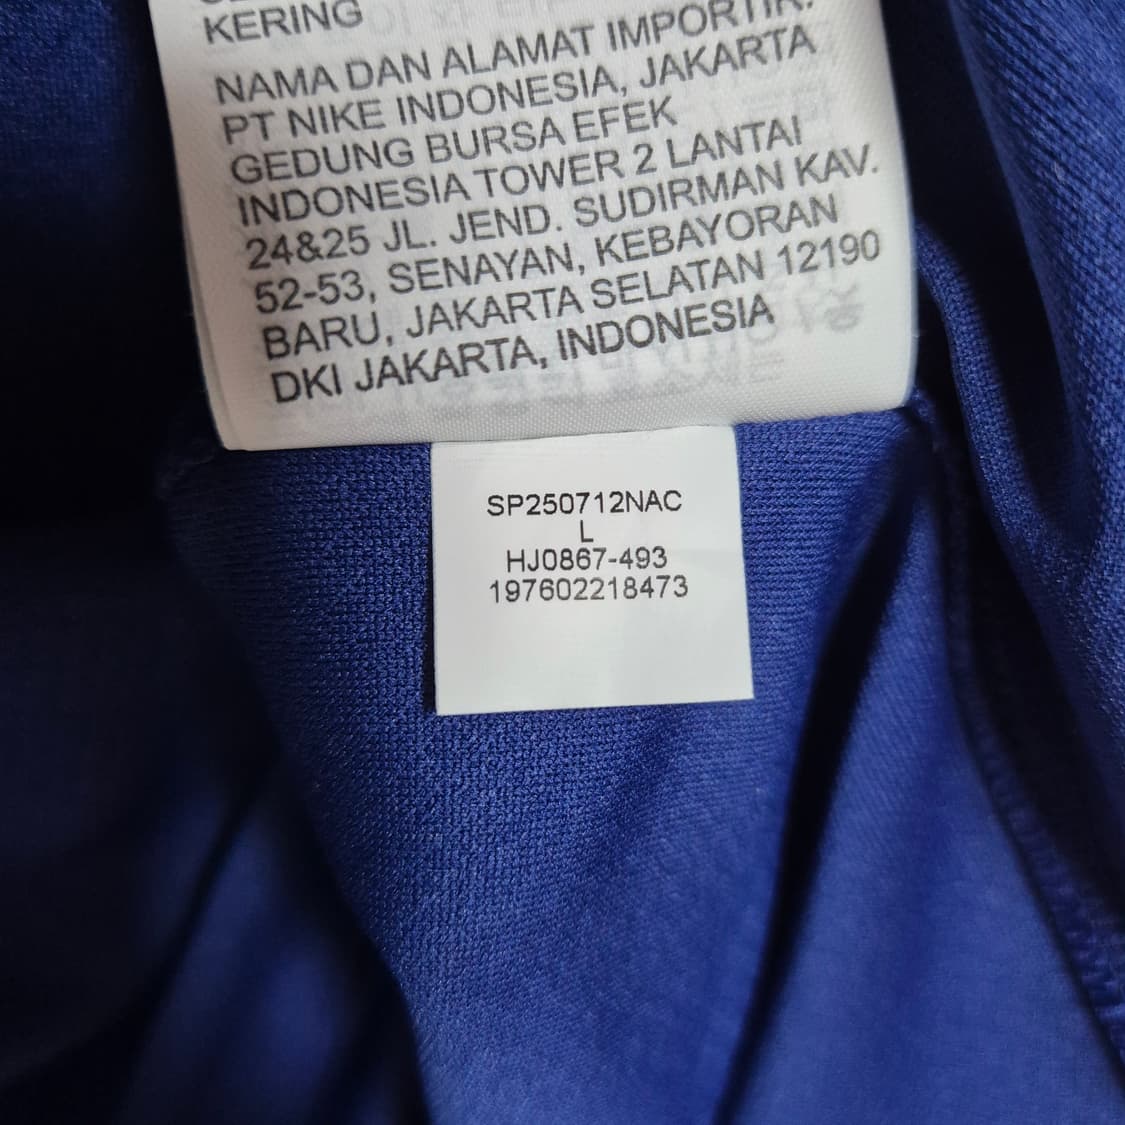 KERING
NAMA DAN ALAMAT IMPORTIR:
PT NIKE INDONESIA, JAKARTA
GEDUNG BURSA EFEK
INDONESIA TOWER 2 LANTAI
24&25 JL. JEND. SUDIRMAN KAV.
52-53, SENAYAN, KEBAYORAN
BARU, JAKARTA SELATAN 12190
DKI JAKARTA, INDONESIA
SP250712NAC
L
HJ0867-493
197602218473